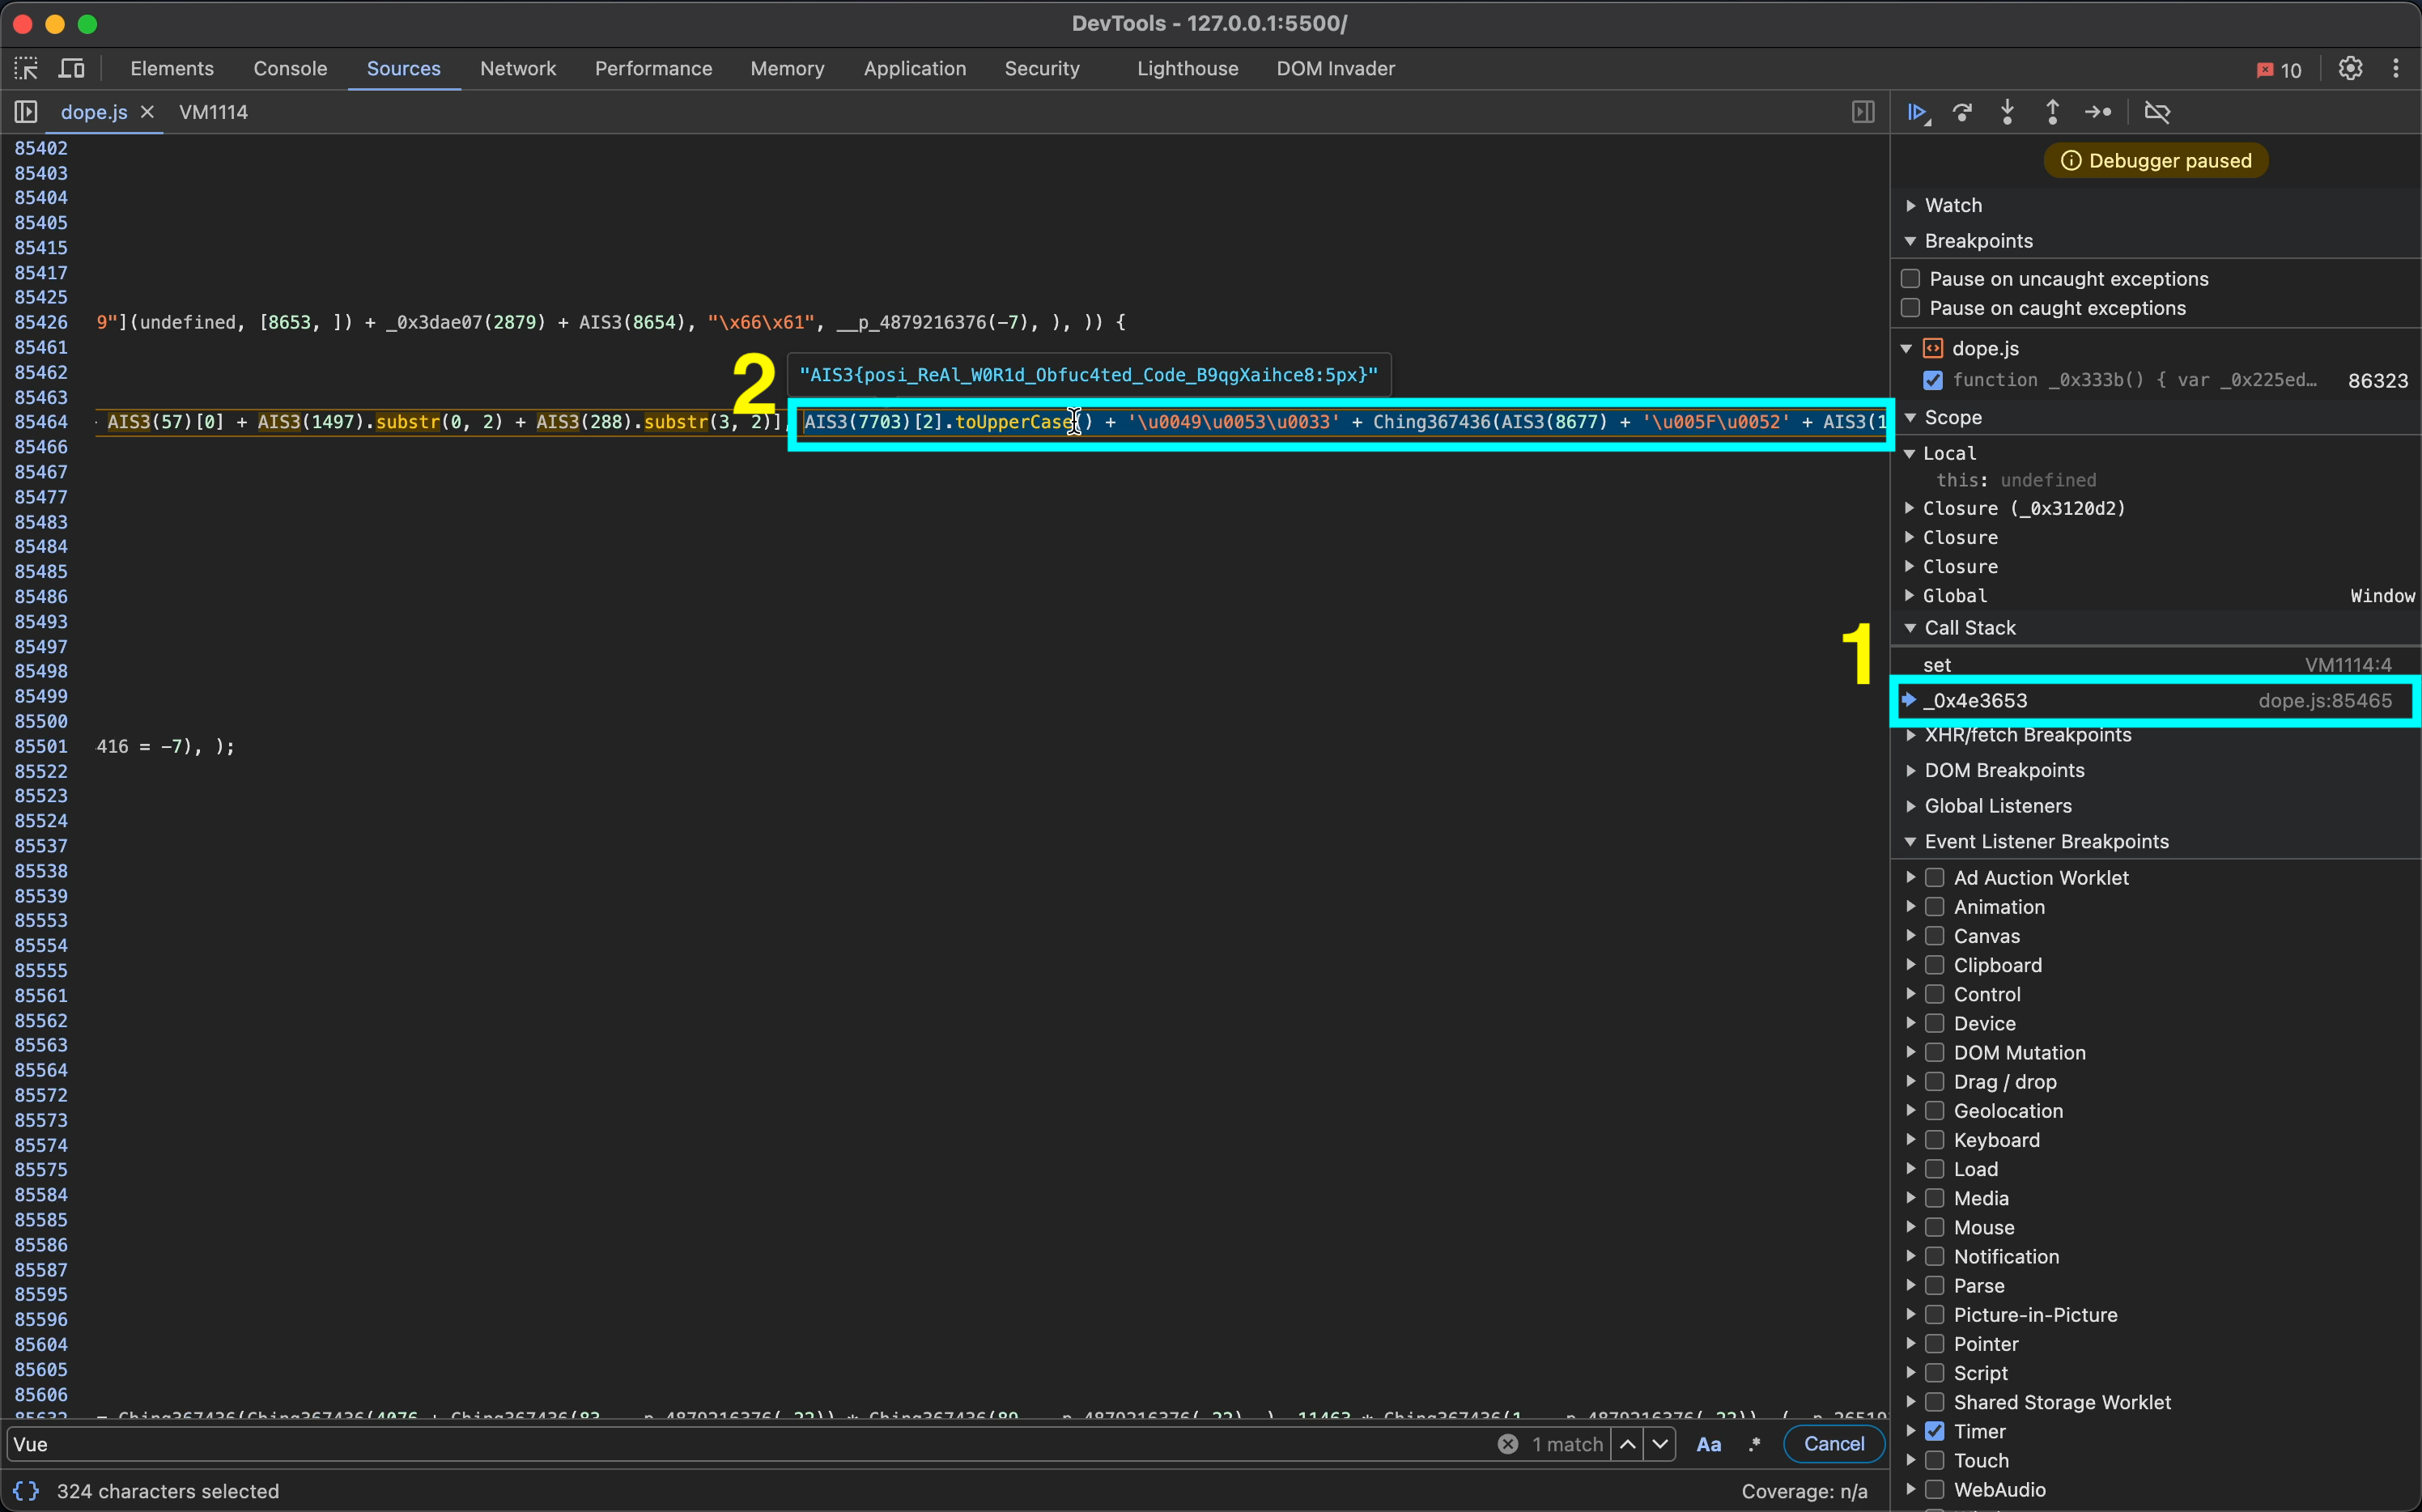 DevTools - 127.0.0.1:5500/
Elements Console Sources Network Performance Memory Application Security Lighthouse DOM Invader 10
dope.js VM1114
Debugger paused
85402
85403
85404
85405
85415
85417
85425
85426 9"](undefined, [8653, ]) + _0x3dae07(2879) + AIS3(8654), "\x66\x61", __p_4879216376(-7), ), )) {
85461
2
"AIS3{posi_ReAl_W0R1d_Obfuc4ted_Code_B9qgXaihce8:5px}"
85462
85463
85464 AIS3(57)[0] + AIS3(1497).substr(0, 2) + AIS3(288).substr(3, 2)], AIS3(7703)[2].toUpperCase() + '\u0049\u0053\u0033' + Ching367436(AIS3(8677) + '\u005F\u0052' + AIS3(1
85466
85467
85477
85483
85484
85485
85486
85493
85497
85498
85499
85500
85501 416 = -7), );
85522
85523
85524
85537
85538
85539
85553
85554
85555
85561
85562
85563
85564
85572
85573
85574
85575
85584
85585
85586
85587
85595
85596
85604
85605
85606
Vue
1 match
Aa
.*
Cancel
{ } 324 characters selected
Coverage: n/a
Watch
Breakpoints
Pause on uncaught exceptions
Pause on caught exceptions
dope.js
function _0x333b() { var _0x225ed… 86323
Scope
Local
this: undefined
Closure (_0x3120d2)
Closure
Closure
Global Window
Call Stack
1
set VM1114:4
_0x4e3653 dope.js:85465
XHR/fetch Breakpoints
DOM Breakpoints
Global Listeners
Event Listener Breakpoints
Ad Auction Worklet
Animation
Canvas
Clipboard
Control
Device
DOM Mutation
Drag / drop
Geolocation
Keyboard
Load
Media
Mouse
Notification
Parse
Picture-in-Picture
Pointer
Script
Shared Storage Worklet
Timer
Touch
WebAudio